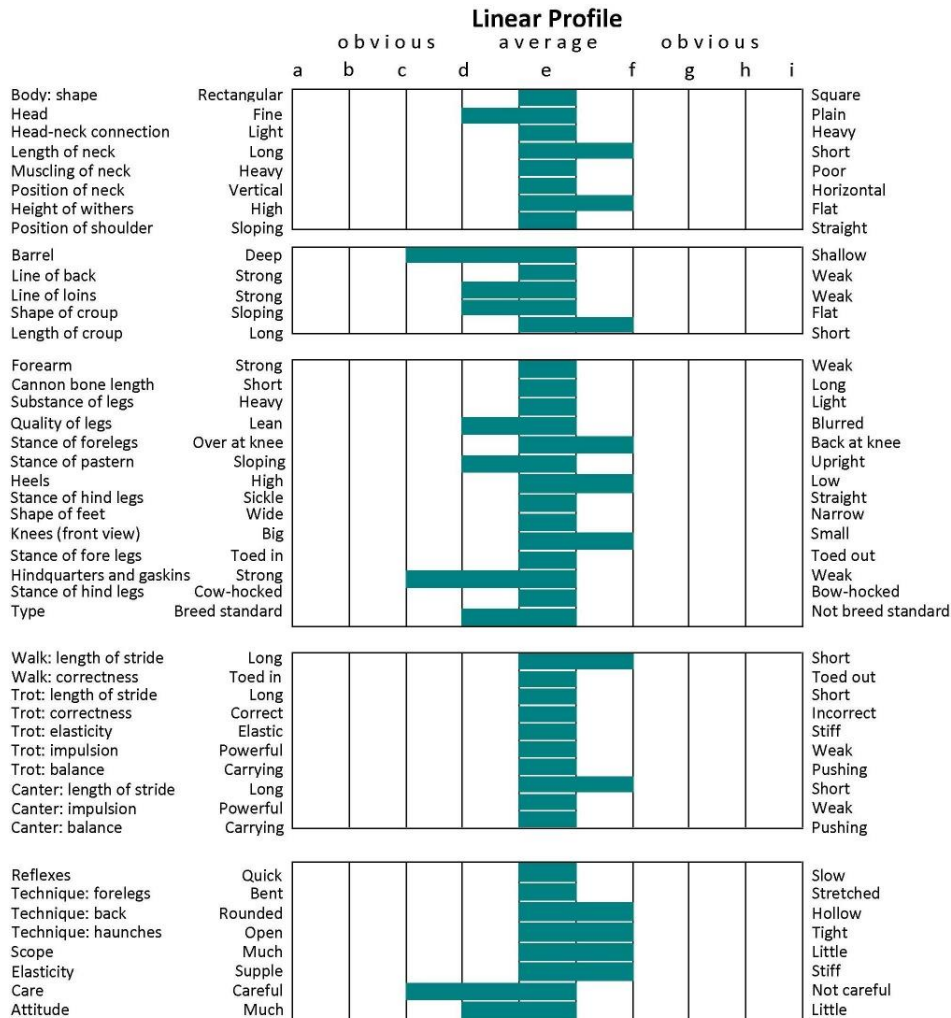 Linear Profile
obvious average obvious
a b c d e f g h i
Body: shape Rectangular Square
Head Fine Plain
Head-neck connection Light Heavy
Length of neck Long Short
Muscling of neck Heavy Poor
Position of neck Vertical Horizontal
Height of withers High Flat
Position of shoulder Sloping Straight
Barrel Deep Shallow
Line of back Strong Weak
Line of loins Strong Weak
Shape of croup Sloping Flat
Length of croup Long Short
Forearm Strong Weak
Cannon bone length Short Long
Substance of legs Heavy Light
Quality of legs Lean Blurred
Stance of forelegs Over at knee Back at knee
Stance of pastern Sloping Upright
Heels High Low
Stance of hind legs Sickle Straight
Shape of feet Wide Narrow
Knees (front view) Big Small
Stance of fore legs Toed in Toed out
Hindquarters and gaskins Strong Weak
Stance of hind legs Cow-hocked Bow-hocked
Type Breed standard Not breed standard
Walk: length of stride Long Short
Walk: correctness Toed in Toed out
Trot: length of stride Long Short
Trot: correctness Correct Incorrect
Trot: elasticity Elastic Stiff
Trot: impulsion Powerful Weak
Trot: balance Carrying Pushing
Canter: length of stride Long Short
Canter: impulsion Powerful Weak
Canter: balance Carrying Pushing
Reflexes Quick Slow
Technique: forelegs Bent Stretched
Technique: back Rounded Hollow
Technique: haunches Open Tight
Scope Much Little
Elasticity Supple Stiff
Care Careful Not careful
Attitude Much Little